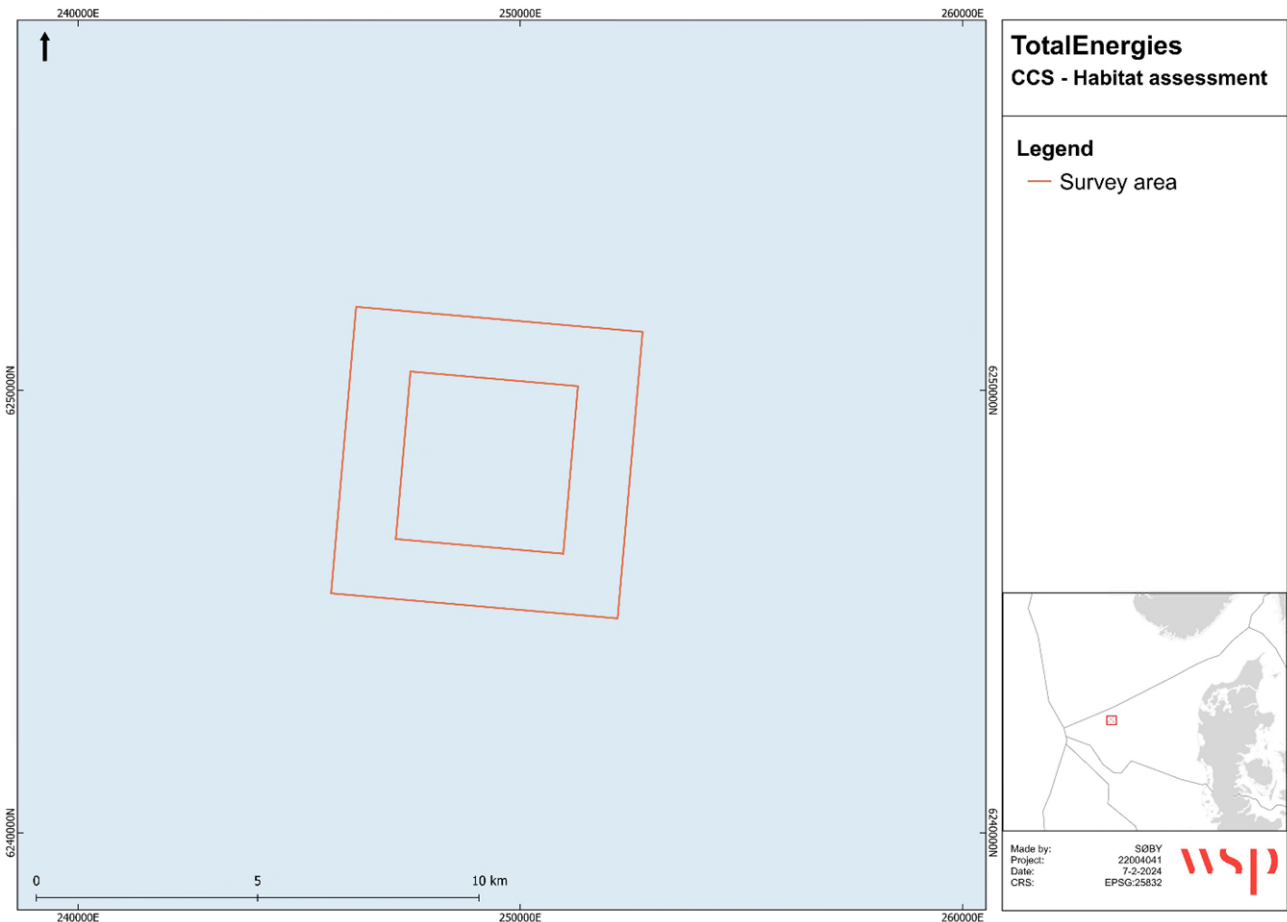 240000E
250000E
260000E
TotalEnergies
CCS - Habitat assessment
Legend
Survey area
6250000N
6250000N
6240000N
6240000N
0 5 10 km
240000E
250000E
260000E
Made by: SØBY
Project: 22004041
Date: 7-2-2024
CRS: EPSG:25832
wsp